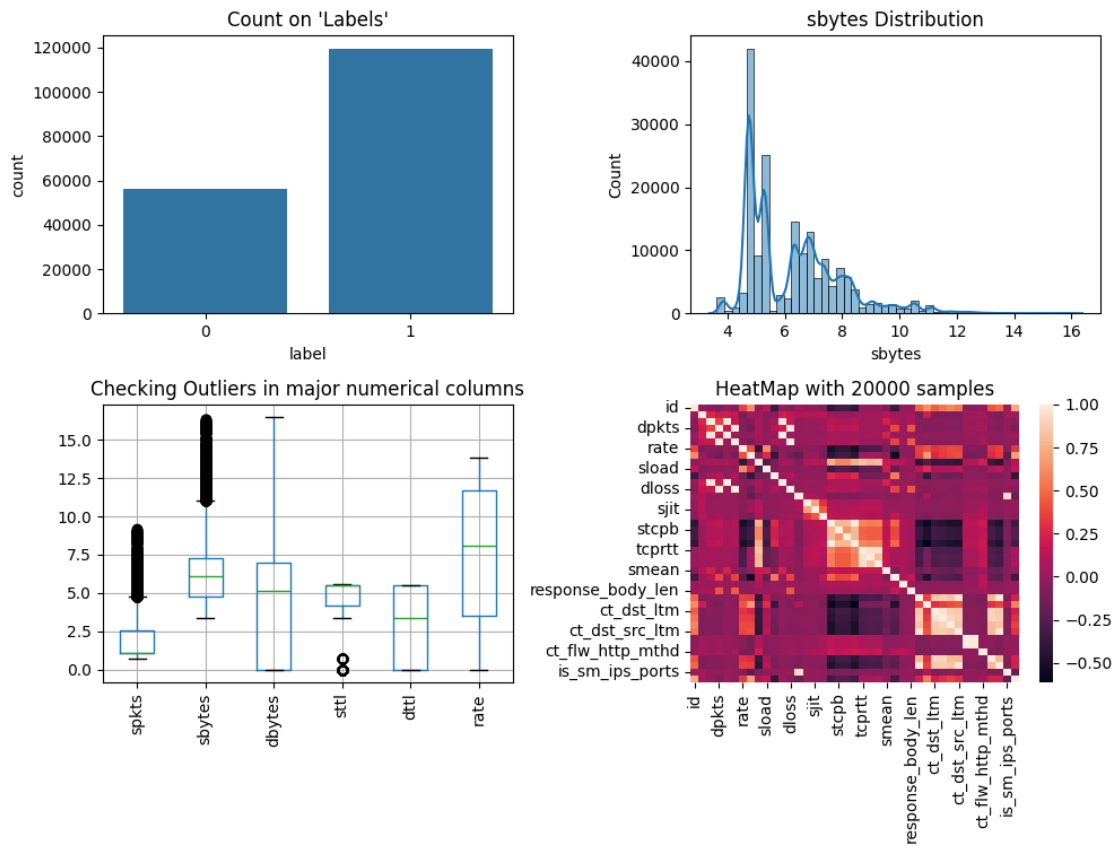 Count on 'Labels'
120000
100000
80000
60000
40000
20000
0
count
0 1
label
sbytes Distribution
40000
30000
20000
10000
0
Count
4 6 8 10 12 14 16
sbytes
Checking Outliers in major numerical columns
15.0
12.5
10.0
7.5
5.0
2.5
0.0
spkts
sbytes
dbytes
sttl
dttl
rate
HeatMap with 20000 samples
id
dpkts
rate
sload
dloss
sjit
stcpb
tcprtt
smean
response_body_len
ct_dst_ltm
ct_dst_src_ltm
ct_flw_http_mthd
is_sm_ips_ports
id
dpkts
rate
sload
dloss
sjit
stcpb
tcprtt
smean
response_body_len
ct_dst_ltm
ct_dst_src_ltm
ct_flw_http_mthd
is_sm_ips_ports
1.00
0.75
0.50
0.25
0.00
−0.25
−0.50